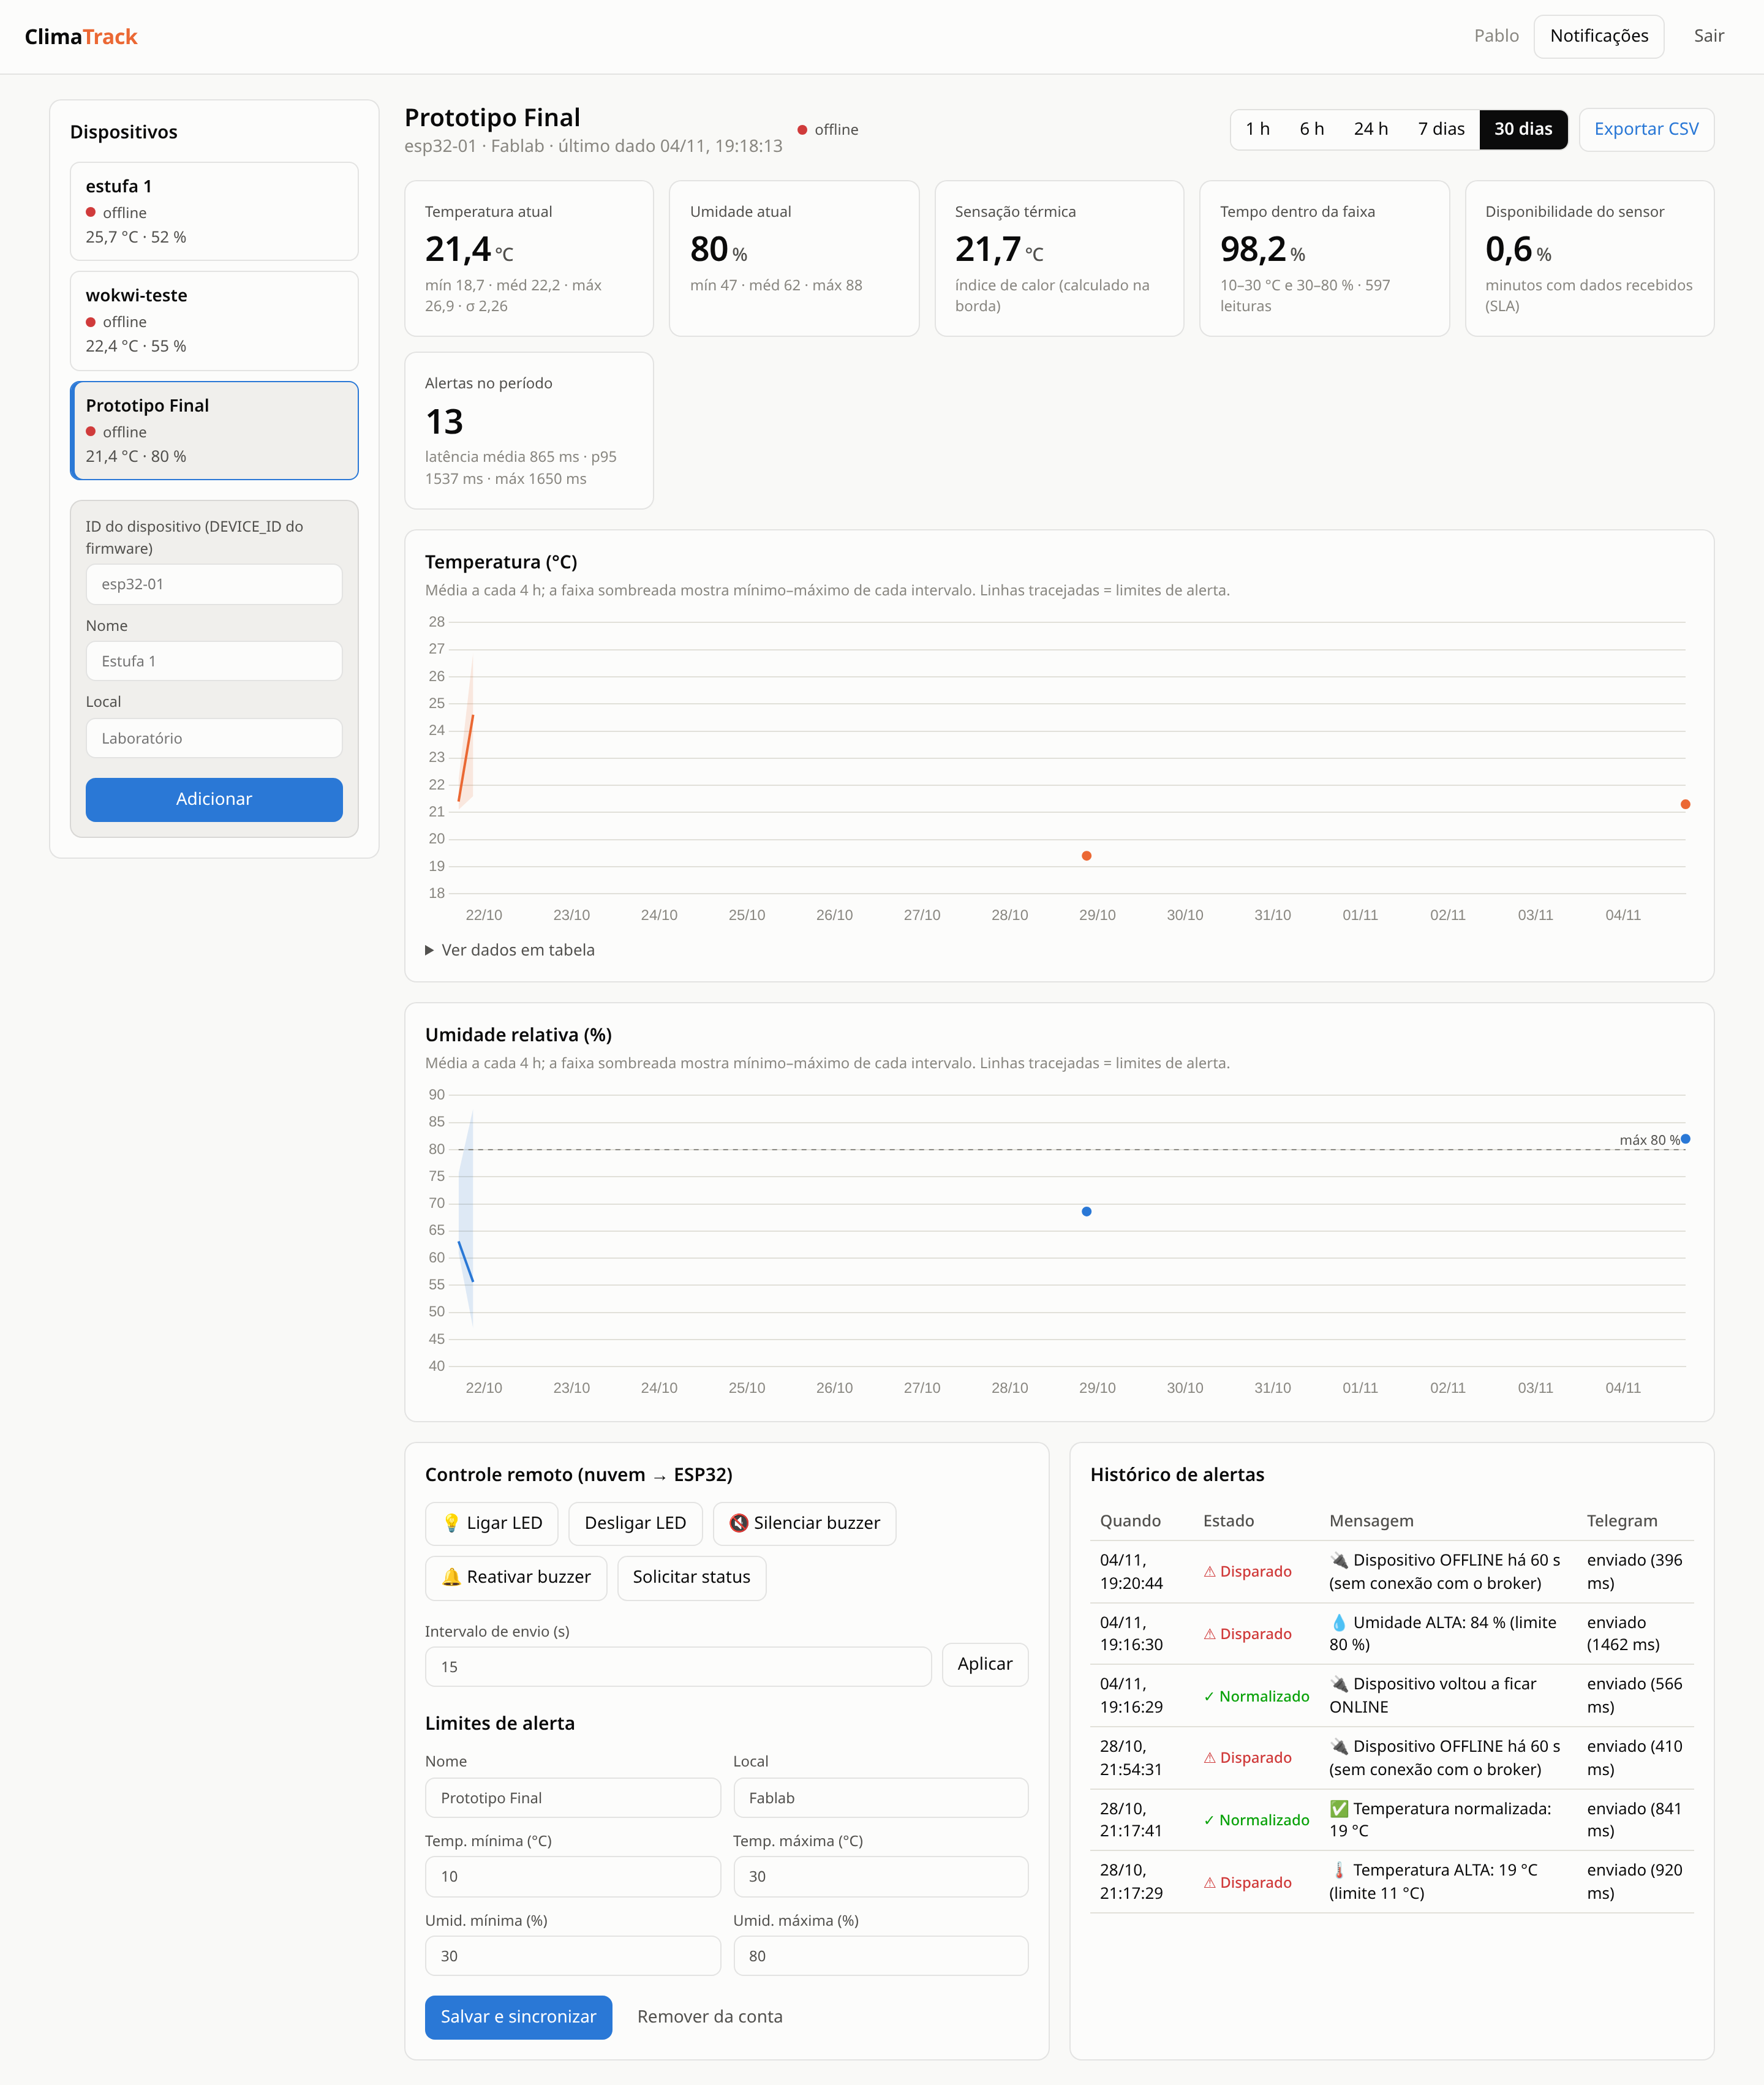 ClimaTrack
Pablo
Notificações
Sair
Dispositivos
estufa 1
offline
25,7 °C · 52 %
wokwi-teste
offline
22,4 °C · 55 %
Prototipo Final
offline
21,4 °C · 80 %
ID do dispositivo (DEVICE_ID do
firmware)
esp32-01
Nome
Estufa 1
Local
Laboratório
Adicionar
Prototipo Final
esp32-01 · Fablab · último dado 04/11, 19:18:13
offline
1 h
6 h
24 h
7 dias
30 dias
Exportar CSV
Temperatura atual
21,4 °C
mín 18,7 · méd 22,2 · máx
26,9 · σ 2,26
Umidade atual
80 %
mín 47 · méd 62 · máx 88
Sensação térmica
21,7 °C
índice de calor (calculado na
borda)
Tempo dentro da faixa
98,2 %
10–30 °C e 30–80 % · 597
leituras
Disponibilidade do sensor
0,6 %
minutos com dados recebidos
(SLA)
Alertas no período
13
latência média 865 ms · p95
1537 ms · máx 1650 ms
Temperatura (°C)
Média a cada 4 h; a faixa sombreada mostra mínimo–máximo de cada intervalo. Linhas tracejadas = limites de alerta.
28
27
26
25
24
23
22
21
20
19
18
22/10 23/10 24/10 25/10 26/10 27/10 28/10 29/10 30/10 31/10 01/11 02/11 03/11 04/11
▶ Ver dados em tabela
Umidade relativa (%)
Média a cada 4 h; a faixa sombreada mostra mínimo–máximo de cada intervalo. Linhas tracejadas = limites de alerta.
90
85
80
75
70
65
60
55
50
45
40
máx 80 %
22/10 23/10 24/10 25/10 26/10 27/10 28/10 29/10 30/10 31/10 01/11 02/11 03/11 04/11
Controle remoto (nuvem → ESP32)
💡 Ligar LED
Desligar LED
🔇 Silenciar buzzer
🔔 Reativar buzzer
Solicitar status
Intervalo de envio (s)
15
Aplicar
Limites de alerta
Nome
Local
Prototipo Final
Fablab
Temp. mínima (°C)
Temp. máxima (°C)
10
30
Umid. mínima (%)
Umid. máxima (%)
30
80
Salvar e sincronizar
Remover da conta
Histórico de alertas
Quando Estado Mensagem Telegram
04/11,
19:20:44
⚠ Disparado
🔌 Dispositivo OFFLINE há 60 s
(sem conexão com o broker)
enviado (396
ms)
04/11,
19:16:30
⚠ Disparado
💧 Umidade ALTA: 84 % (limite
80 %)
enviado
(1462 ms)
04/11,
19:16:29
✓ Normalizado
🔌 Dispositivo voltou a ficar
ONLINE
enviado (566
ms)
28/10,
21:54:31
⚠ Disparado
🔌 Dispositivo OFFLINE há 60 s
(sem conexão com o broker)
enviado (410
ms)
28/10,
21:17:41
✓ Normalizado
✅ Temperatura normalizada:
19 °C
enviado (841
ms)
28/10,
21:17:29
⚠ Disparado
🌡️ Temperatura ALTA: 19 °C
(limite 11 °C)
enviado (920
ms)